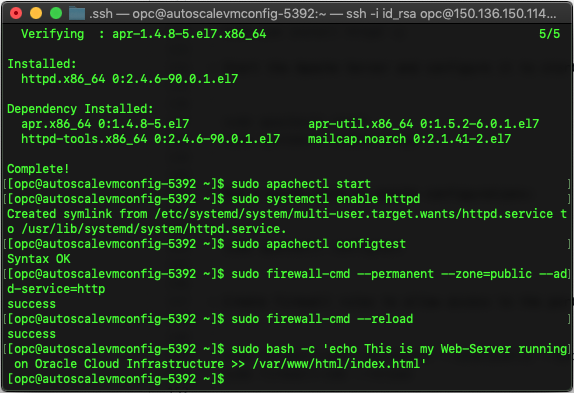 .ssh — opc@autoscalevmconfig-5392:~ — ssh -i id_rsa opc@150.136.150.114...
Verifying  : apr-1.4.8-5.el7.x86_64 5/5
Installed:
httpd.x86_64 0:2.4.6-90.0.1.el7
Dependency Installed:
apr.x86_64 0:1.4.8-5.el7 apr-util.x86_64 0:1.5.2-6.0.1.el7
httpd-tools.x86_64 0:2.4.6-90.0.1.el7 mailcap.noarch 0:2.1.41-2.el7
Complete!
[[opc@autoscalevmconfig-5392 ~]$ sudo apachectl start ]
[[opc@autoscalevmconfig-5392 ~]$ sudo systemctl enable httpd ]
Created symlink from /etc/systemd/system/multi-user.target.wants/httpd.service t
o /usr/lib/systemd/system/httpd.service.
[[opc@autoscalevmconfig-5392 ~]$ sudo apachectl configtest ]
Syntax OK
[[opc@autoscalevmconfig-5392 ~]$ sudo firewall-cmd --permanent --zone=public --ad]
d-service=http
success
[[opc@autoscalevmconfig-5392 ~]$ sudo firewall-cmd --reload ]
success
[[opc@autoscalevmconfig-5392 ~]$ sudo bash -c 'echo This is my Web-Server running]
on Oracle Cloud Infrastructure >> /var/www/html/index.html'
[opc@autoscalevmconfig-5392 ~]$